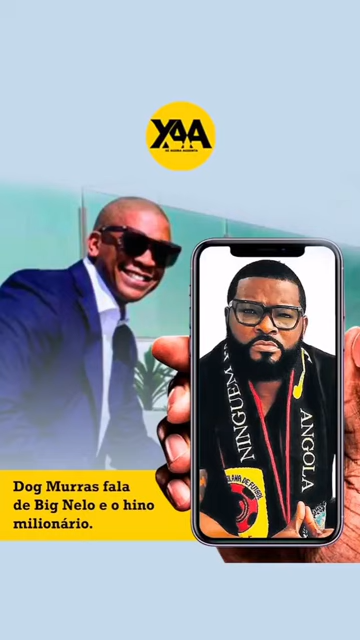 YAA
NINGUÉM
ANGOLA
Dog Murras fala
de Big Nelo e o hino
milionário.